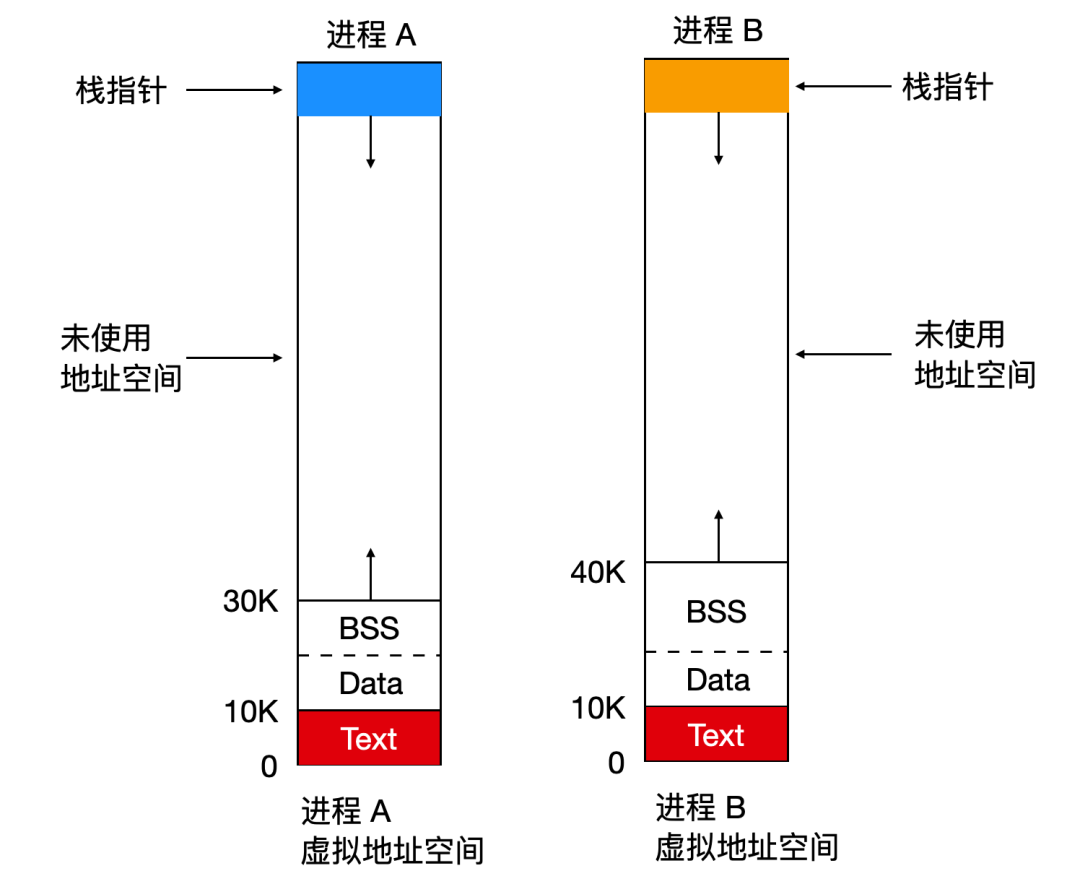 进程 A
栈指针
未使用
地址空间
30K
BSS
Data
10K
Text
0
进程 A
虚拟地址空间
进程 B
栈指针
未使用
地址空间
40K
BSS
Data
10K
Text
0
进程 B
虚拟地址空间